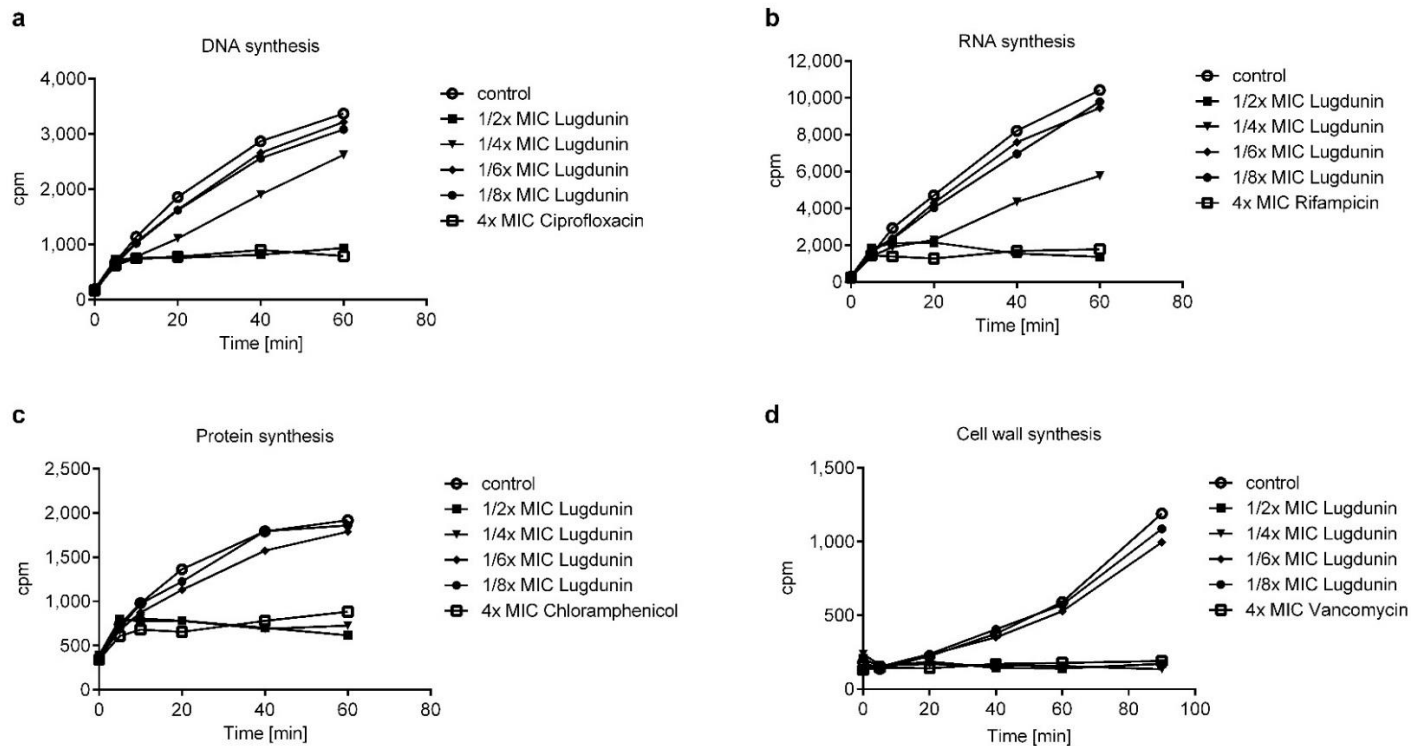 a
DNA synthesis
4,000
3,000
2,000
1,000
0
cpm
0 20 40 60 80
Time [min]
control
1/2x MIC Lugdunin
1/4x MIC Lugdunin
1/6x MIC Lugdunin
1/8x MIC Lugdunin
4x MIC Ciprofloxacin
b
RNA synthesis
12,000
10,000
8,000
6,000
4,000
2,000
0
cpm
0 20 40 60 80
Time [min]
control
1/2x MIC Lugdunin
1/4x MIC Lugdunin
1/6x MIC Lugdunin
1/8x MIC Lugdunin
4x MIC Rifampicin
c
Protein synthesis
2,500
2,000
1,500
1,000
500
0
cpm
0 20 40 60 80
Time [min]
control
1/2x MIC Lugdunin
1/4x MIC Lugdunin
1/6x MIC Lugdunin
1/8x MIC Lugdunin
4x MIC Chloramphenicol
d
Cell wall synthesis
1,500
1,000
500
0
cpm
0 20 40 60 80 100
Time [min]
control
1/2x MIC Lugdunin
1/4x MIC Lugdunin
1/6x MIC Lugdunin
1/8x MIC Lugdunin
4x MIC Vancomycin